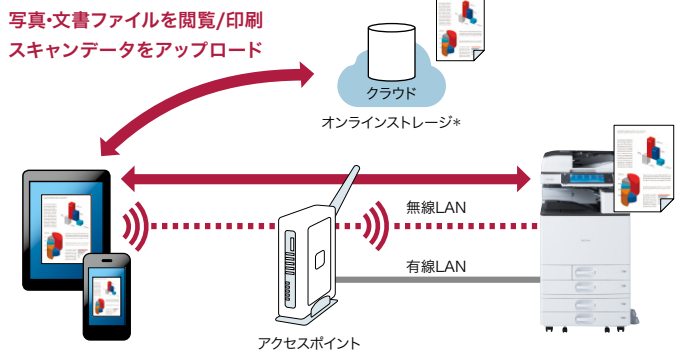 写真・文書ファイルを閲覧/印刷
スキャンデータをアップロード
クラウド
オンラインストレージ*
無線LAN
有線LAN
アクセスポイント